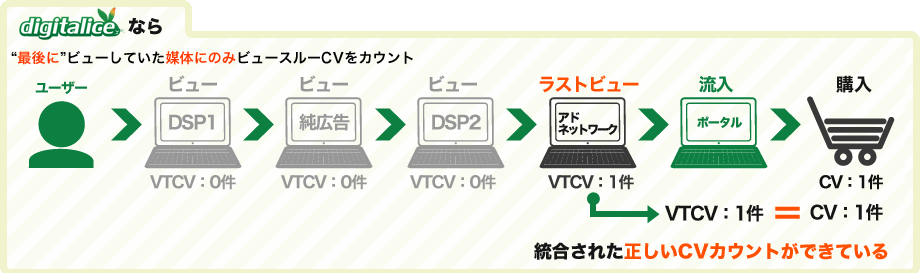 digitalice なら
“最後に”ビューしていた媒体にのみビュースルーCVをカウント
ユーザー
ビュー
DSP1
VTCV：0件
ビュー
純広告
VTCV：0件
ビュー
DSP2
VTCV：0件
ラストビュー
アド
ネットワーク
VTCV：1件
流入
ポータル
購入
CV：1件
VTCV：1件 = CV：1件
統合された正しいCVカウントができている